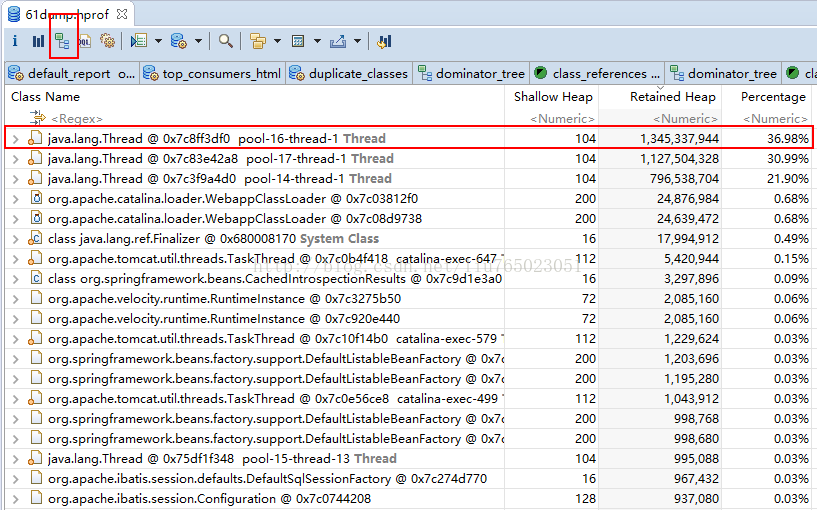 61dump.hprof
i SQL
default_report o... top_consumers_html duplicate_classes dominator_tree class_references ... dominator_tree cla
Class Name Shallow Heap Retained Heap Percentage
<Regex> <Numeric> <Numeric> <Numeric>
java.lang.Thread @ 0x7c8ff3df0 pool-16-thread-1 Thread 104 1,345,337,944 36.98%
java.lang.Thread @ 0x7c83e42a8 pool-17-thread-1 Thread 104 1,127,504,328 30.99%
java.lang.Thread @ 0x7c3f9a4d0 pool-14-thread-1 Thread 104 796,538,704 21.90%
org.apache.catalina.loader.WebappClassLoader @ 0x7c03812f0 200 24,876,984 0.68%
org.apache.catalina.loader.WebappClassLoader @ 0x7c08d9738 200 24,639,472 0.68%
class java.lang.ref.Finalizer @ 0x680008170 System Class 16 17,994,912 0.49%
org.apache.tomcat.util.threads.TaskThread @ 0x7c0b4f418 catalina-exec-647 T 112 5,420,944 0.15%
class org.springframework.beans.CachedIntrospectionResults @ 0x7c9d1e3a0 16 3,297,896 0.09%
org.apache.velocity.runtime.RuntimeInstance @ 0x7c3275b50 72 2,085,160 0.06%
org.apache.velocity.runtime.RuntimeInstance @ 0x7c920e440 72 2,085,160 0.06%
org.apache.tomcat.util.threads.TaskThread @ 0x7c10f14b0 catalina-exec-579 T 112 1,229,624 0.03%
org.springframework.beans.factory.support.DefaultListableBeanFactory @ 0x7c 200 1,203,696 0.03%
org.springframework.beans.factory.support.DefaultListableBeanFactory @ 0x7c 200 1,195,280 0.03%
org.apache.tomcat.util.threads.TaskThread @ 0x7c0e56ce8 catalina-exec-499 T 112 1,043,912 0.03%
org.springframework.beans.factory.support.DefaultListableBeanFactory @ 0x7c 200 998,768 0.03%
org.springframework.beans.factory.support.DefaultListableBeanFactory @ 0x7c 200 998,680 0.03%
java.lang.Thread @ 0x75df1f348 pool-15-thread-13 Thread 104 995,088 0.03%
org.apache.ibatis.session.defaults.DefaultSqlSessionFactory @ 0x7c274d770 16 967,432 0.03%
org.apache.ibatis.session.Configuration @ 0x7c0744208 128 937,080 0.03%